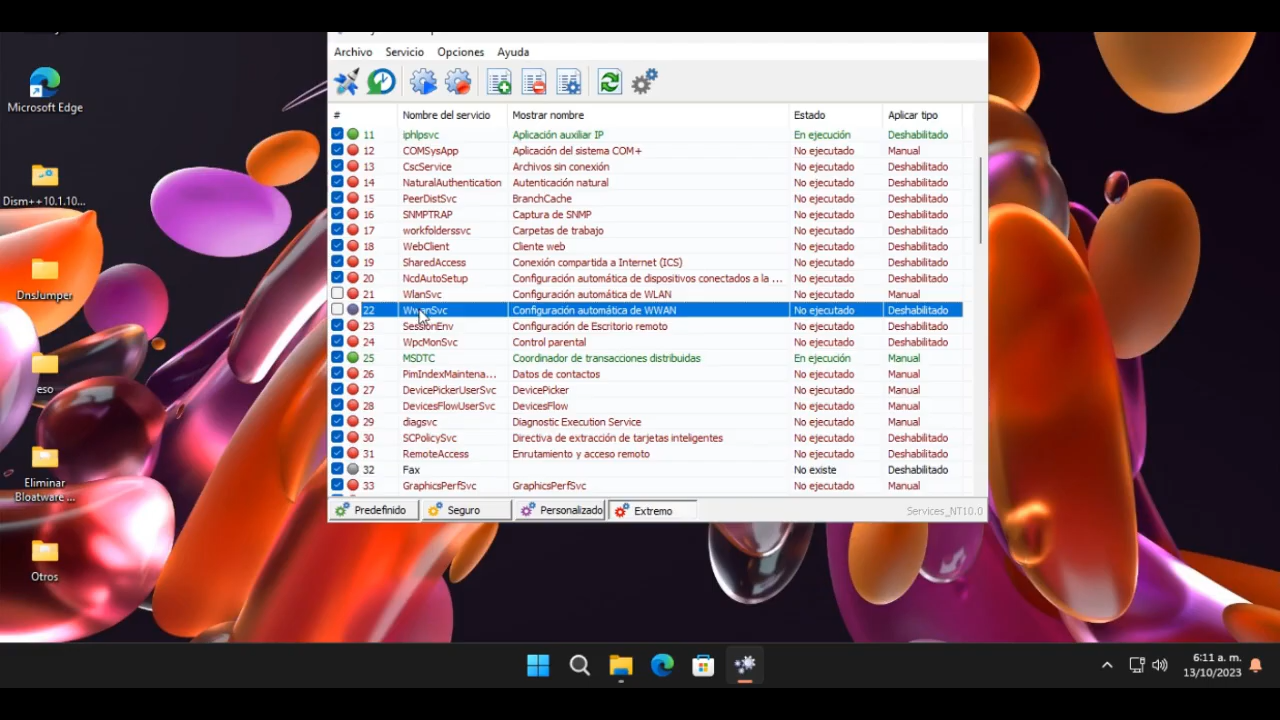 Archivo Servicio Opciones Ayuda
# Nombre del servicio Mostrar nombre Estado Aplicar tipo
11 iphlpsvc Aplicación auxiliar IP En ejecución Deshabilitado
12 COMSysApp Aplicación del sistema COM+ No ejecutado Manual
13 CscService Archivos sin conexión No ejecutado Deshabilitado
14 NaturalAuthentication Autenticación natural No ejecutado Deshabilitado
15 PeerDistSvc BranchCache No ejecutado Deshabilitado
16 SNMPTRAP Captura de SNMP No ejecutado Deshabilitado
17 workfolderssvc Carpetas de trabajo No ejecutado Deshabilitado
18 WebClient Cliente web No ejecutado Deshabilitado
19 SharedAccess Conexión compartida a Internet (ICS) No ejecutado Deshabilitado
20 NcdAutoSetup Configuración automática de dispositivos conectados a la ... No ejecutado Deshabilitado
21 WlanSvc Configuración automática de WLAN No ejecutado Manual
22 WwanSvc Configuración automática de WWAN No ejecutado Deshabilitado
23 SessionEnv Configuración de Escritorio remoto No ejecutado Deshabilitado
24 WpcMonSvc Control parental No ejecutado Deshabilitado
25 MSDTC Coordinador de transacciones distribuidas En ejecución Manual
26 PimIndexMaintena... Datos de contactos No ejecutado Manual
27 DevicePickerUserSvc DevicePicker No ejecutado Manual
28 DevicesFlowUserSvc DevicesFlow No ejecutado Manual
29 diagsvc Diagnostic Execution Service No ejecutado Manual
30 SCPolicySvc Directiva de extracción de tarjetas inteligentes No ejecutado Deshabilitado
31 RemoteAccess Enrutamiento y acceso remoto No ejecutado Deshabilitado
32 Fax No existe Deshabilitado
33 GraphicsPerfSvc GraphicsPerfSvc No ejecutado Manual
Predefinido Seguro Personalizado Extremo Services_NT10.0
Microsoft Edge
Dism++10.1.10...
DnsJumper
eso
Eliminar
Bloatware ...
Otros
6:11 a. m.
13/10/2023